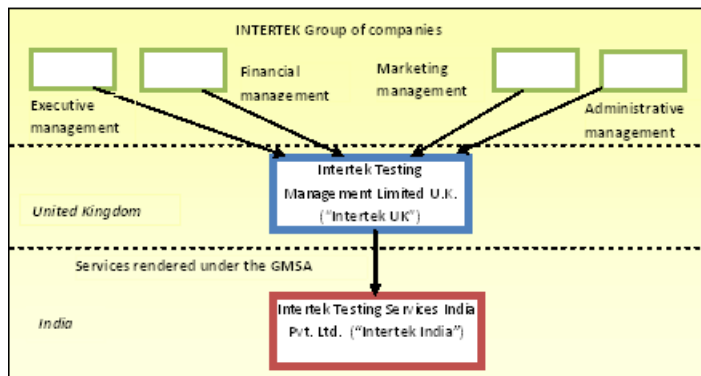 INTERTEK Group of companies
Financial
management
Marketing
management
Executive
management
Administrative
management
Intertek Testing
Management Limited U.K.
("Intertek UK")
United Kingdom
Services rendered under the GMSA
Intertek Testing Services India
Pvt. Ltd. ("Intertek India")
India